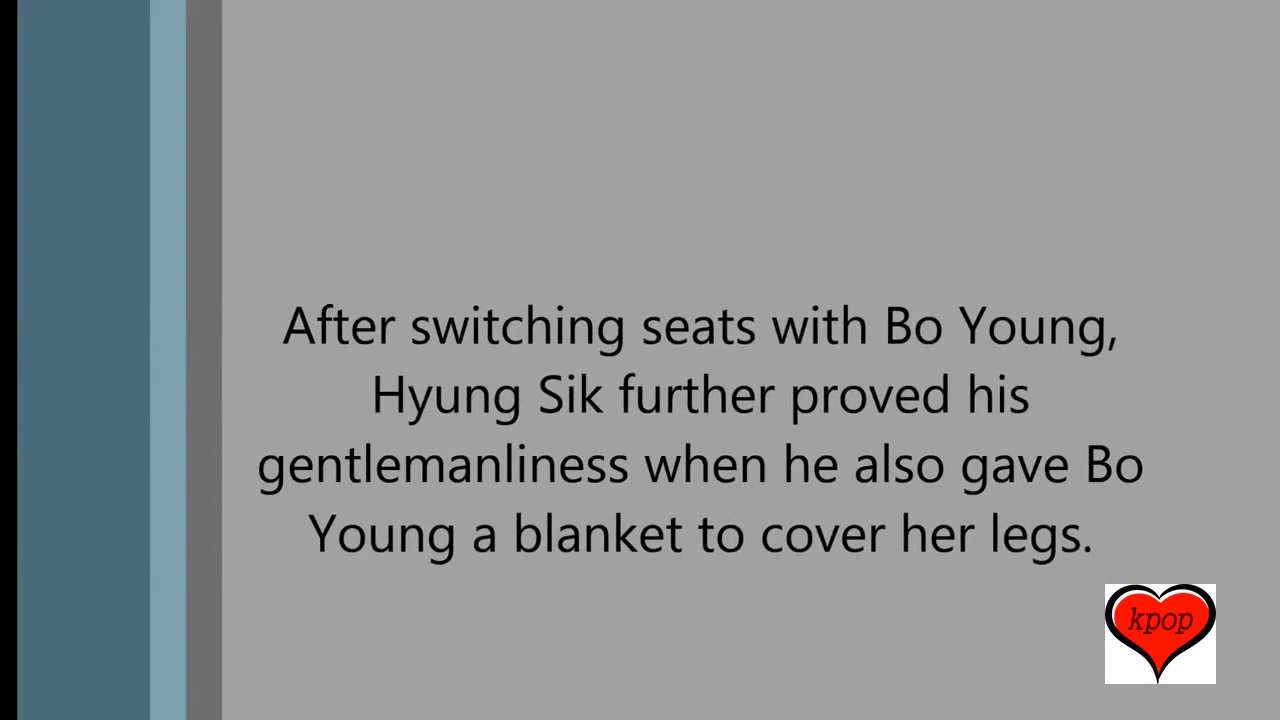 After switching seats with Bo Young,
Hyung Sik further proved his
gentlemanliness when he also gave Bo
Young a blanket to cover her legs.
kpop